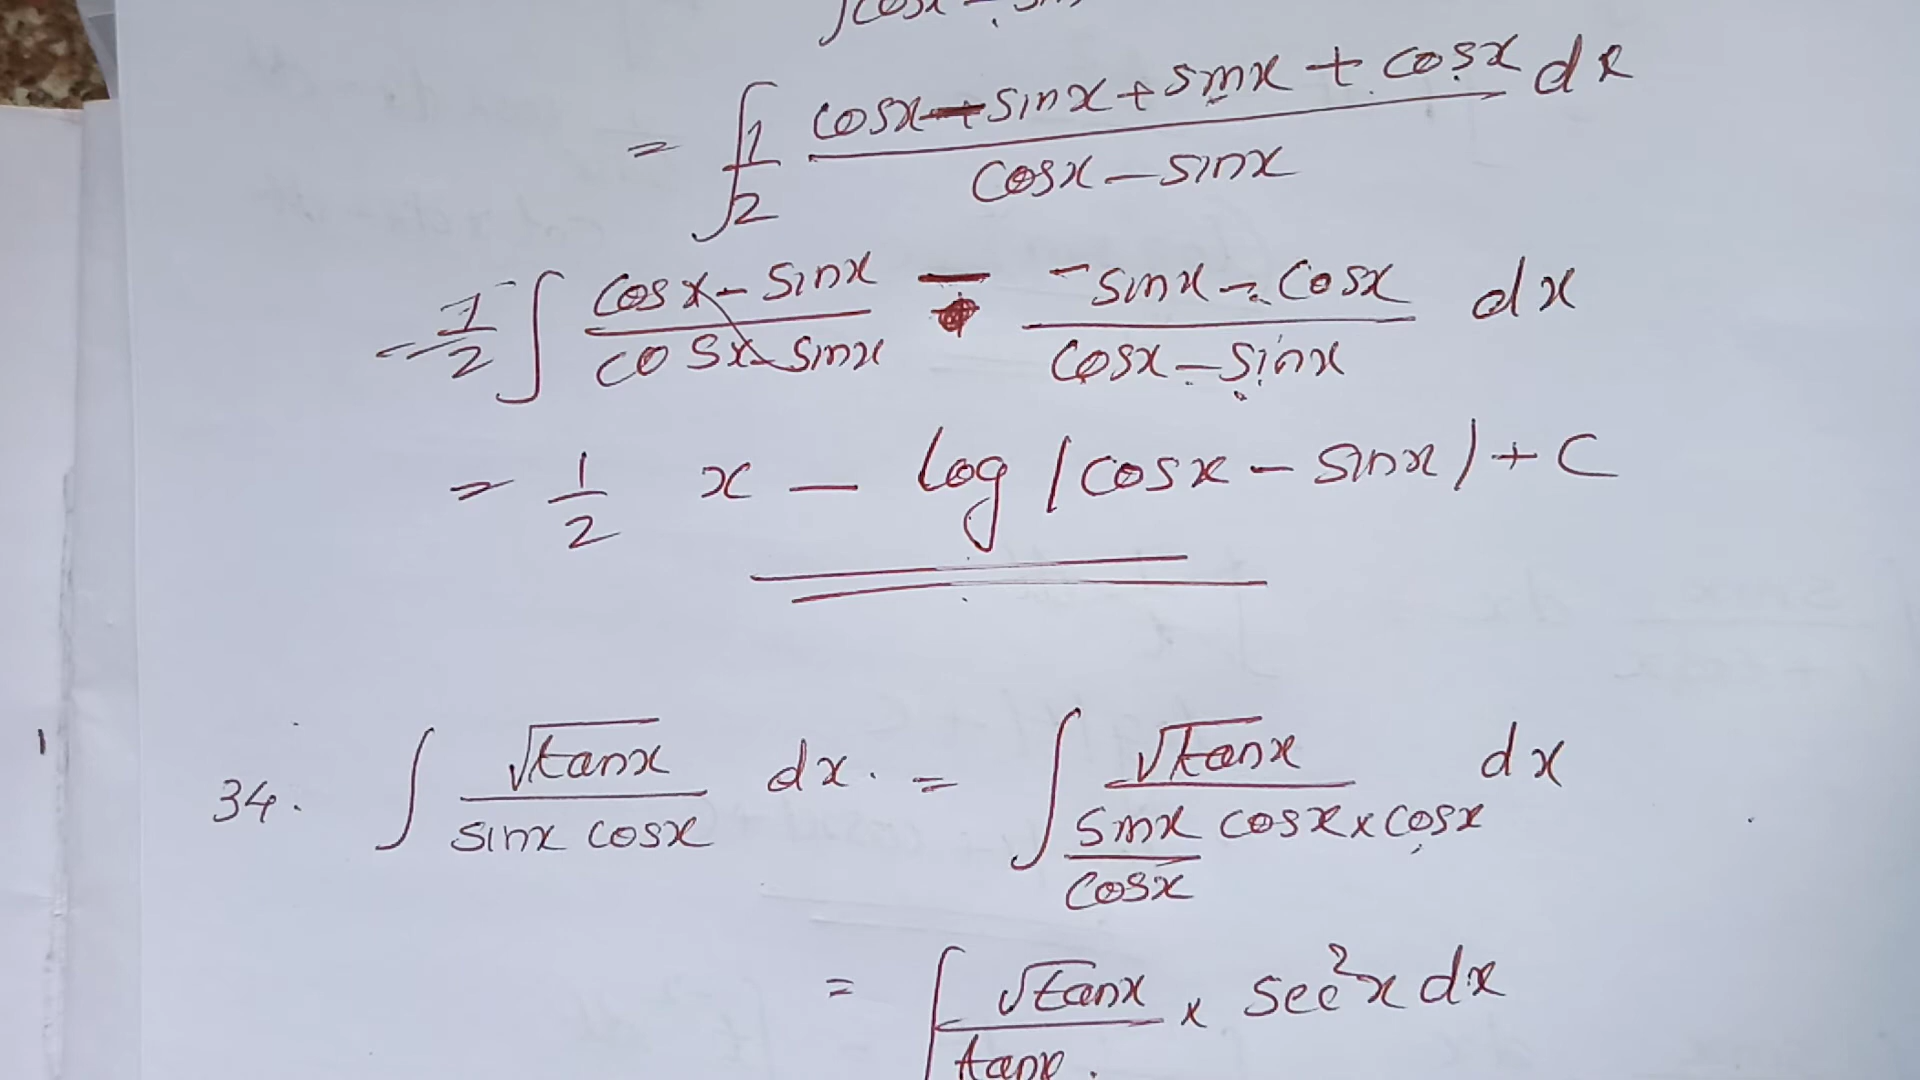 = ∫ 1/2 (cosx - sinx + sinx + cosx)/(cosx - sinx) dx
= 1/2 ∫ (cosx - sinx)/(cosx - sinx) - (-sinx - cosx)/(cosx - sinx) dx
= 1/2 x - log |cosx - sinx| + C
34. ∫ √tanx/(sinx cosx) dx. = ∫ √tanx/((sinx/cosx) cosx x cosx) dx
= ∫ √tanx/tanx. x sec²x dx